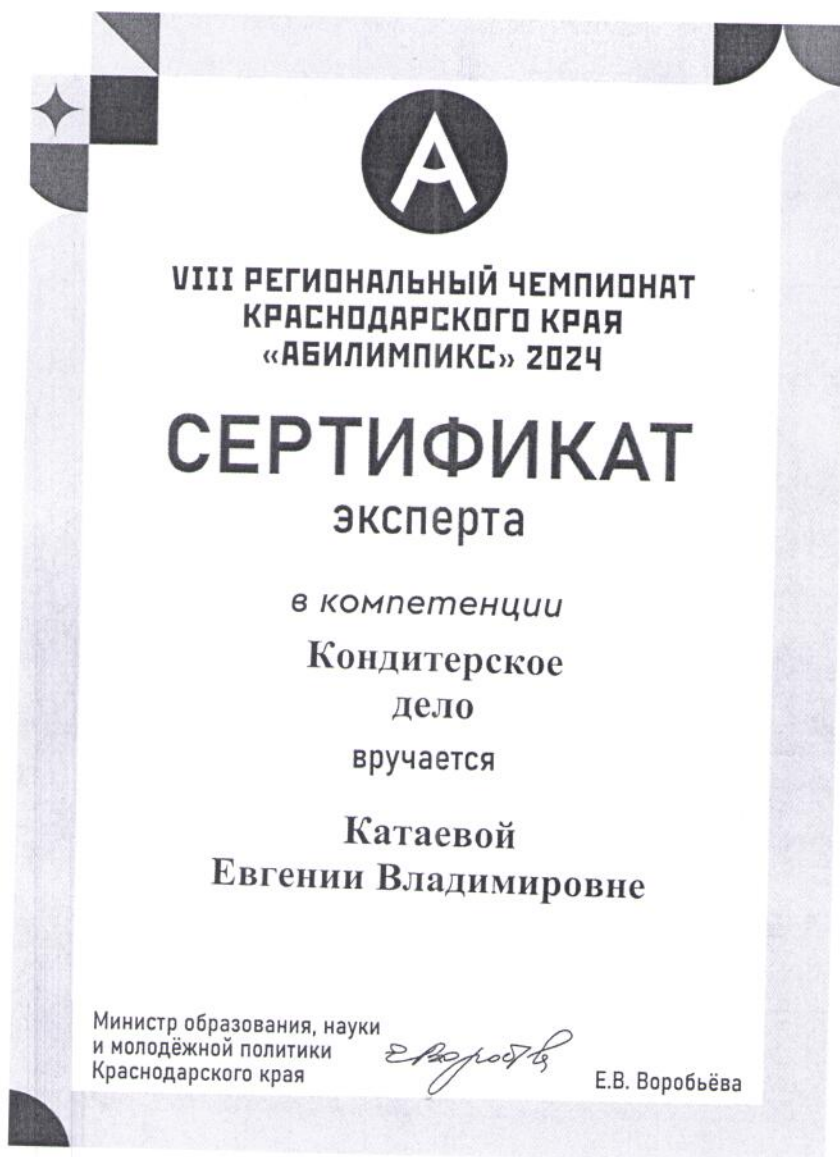 А
VIII РЕГИОНАЛЬНЫЙ ЧЕМПИОНАТ
КРАСНОДАРСКОГО КРАЯ
«АБИЛИМПИКС» 2024
СЕРТИФИКАТ
эксперта
в компетенции
Кондитерское
дело
вручается
Катаевой
Евгении Владимировне
Министр образования, науки
и молодёжной политики
Краснодарского края
Е.В. Воробьёва